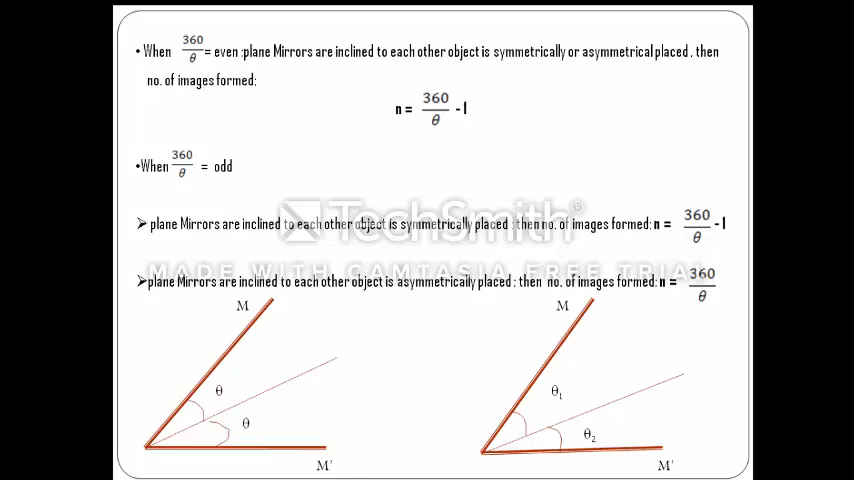 • When 360/θ = even ;plane Mirrors are inclined to each other object is symmetrically or asymmetrical placed . then
no. of images formed:
n = 360/θ - 1
•When 360/θ = odd
➢ plane Mirrors are inclined to each other object is symmetrically placed ; then no. of images formed: n = 360/θ - 1
TechSmith®
MADE WITH CAMTASIA FREE TRIAL
➢plane Mirrors are inclined to each other object is asymmetrically placed ; then no. of images formed: n = 360/θ
M
θ
θ
M'
M
θ1
θ2
M'